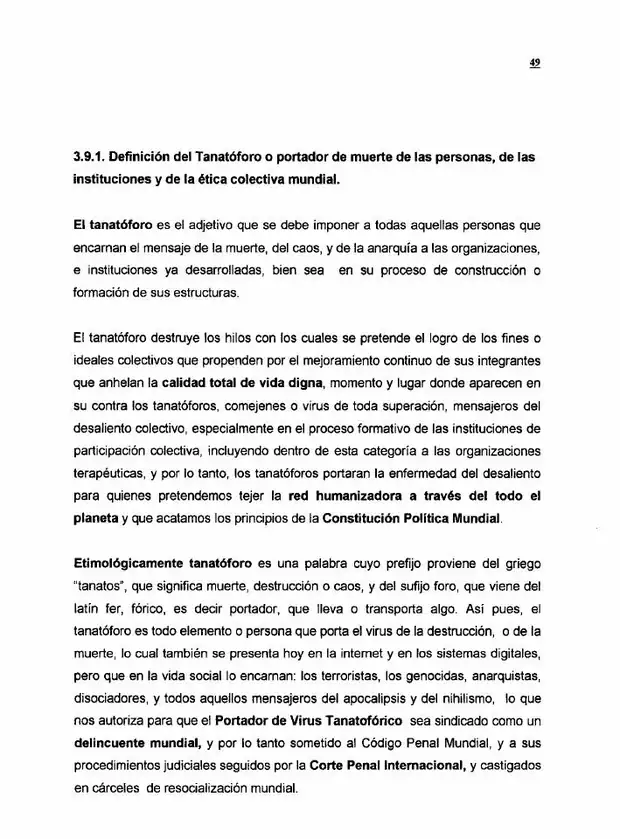 49
3.9.1. Definición del Tanatóforo o portador de muerte de las personas, de las
instituciones y de la ética colectiva mundial.
El tanatóforo es el adjetivo que se debe imponer a todas aquellas personas que
encarnan el mensaje de la muerte, del caos, y de la anarquía a las organizaciones,
e instituciones ya desarrolladas, bien sea en su proceso de construcción o
formación de sus estructuras.
El tanatóforo destruye los hilos con los cuales se pretende el logro de los fines o
ideales colectivos que propenden por el mejoramiento continuo de sus integrantes
que anhelan la calidad total de vida digna, momento y lugar donde aparecen en
su contra los tanatóforos, comejenes o virus de toda superación, mensajeros del
desaliento colectivo, especialmente en el proceso formativo de las instituciones de
participación colectiva, incluyendo dentro de esta categoría a las organizaciones
terapéuticas, y por lo tanto, los tanatóforos portaran la enfermedad del desaliento
para quienes pretendemos tejer la red humanizadora a través del todo el
planeta y que acatamos los principios de la Constitución Política Mundial.
Etimológicamente tanatóforo es una palabra cuyo prefijo proviene del griego
"tanatos", que significa muerte, destrucción o caos, y del sufijo foro, que viene del
latín fer, fórico, es decir portador, que lleva o transporta algo. Así pues, el
tanatóforo es todo elemento o persona que porta el virus de la destrucción, o de la
muerte, lo cual también se presenta hoy en la internet y en los sistemas digitales,
pero que en la vida social lo encarnan: los terroristas, los genocidas, anarquistas,
disociadores, y todos aquellos mensajeros del apocalipsis y del nihilismo, lo que
nos autoriza para que el Portador de Virus Tanatofórico sea sindicado como un
delincuente mundial, y por lo tanto sometido al Código Penal Mundial, y a sus
procedimientos judiciales seguidos por la Corte Penal Internacional, y castigados
en cárceles de resocialización mundial.